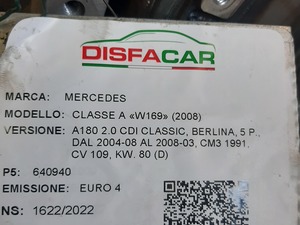 DISFACAR
MARCA: MERCEDES
MODELLO: CLASSE A «W169» (2008)
VERSIONE: A180 2.0 CDI CLASSIC, BERLINA, 5 P.,
DAL 2004-08 AL 2008-03, CM3 1991,
CV 109, KW. 80 (D)
P5: 640940
EMISSIONE: EURO 4
NS: 1622/2022